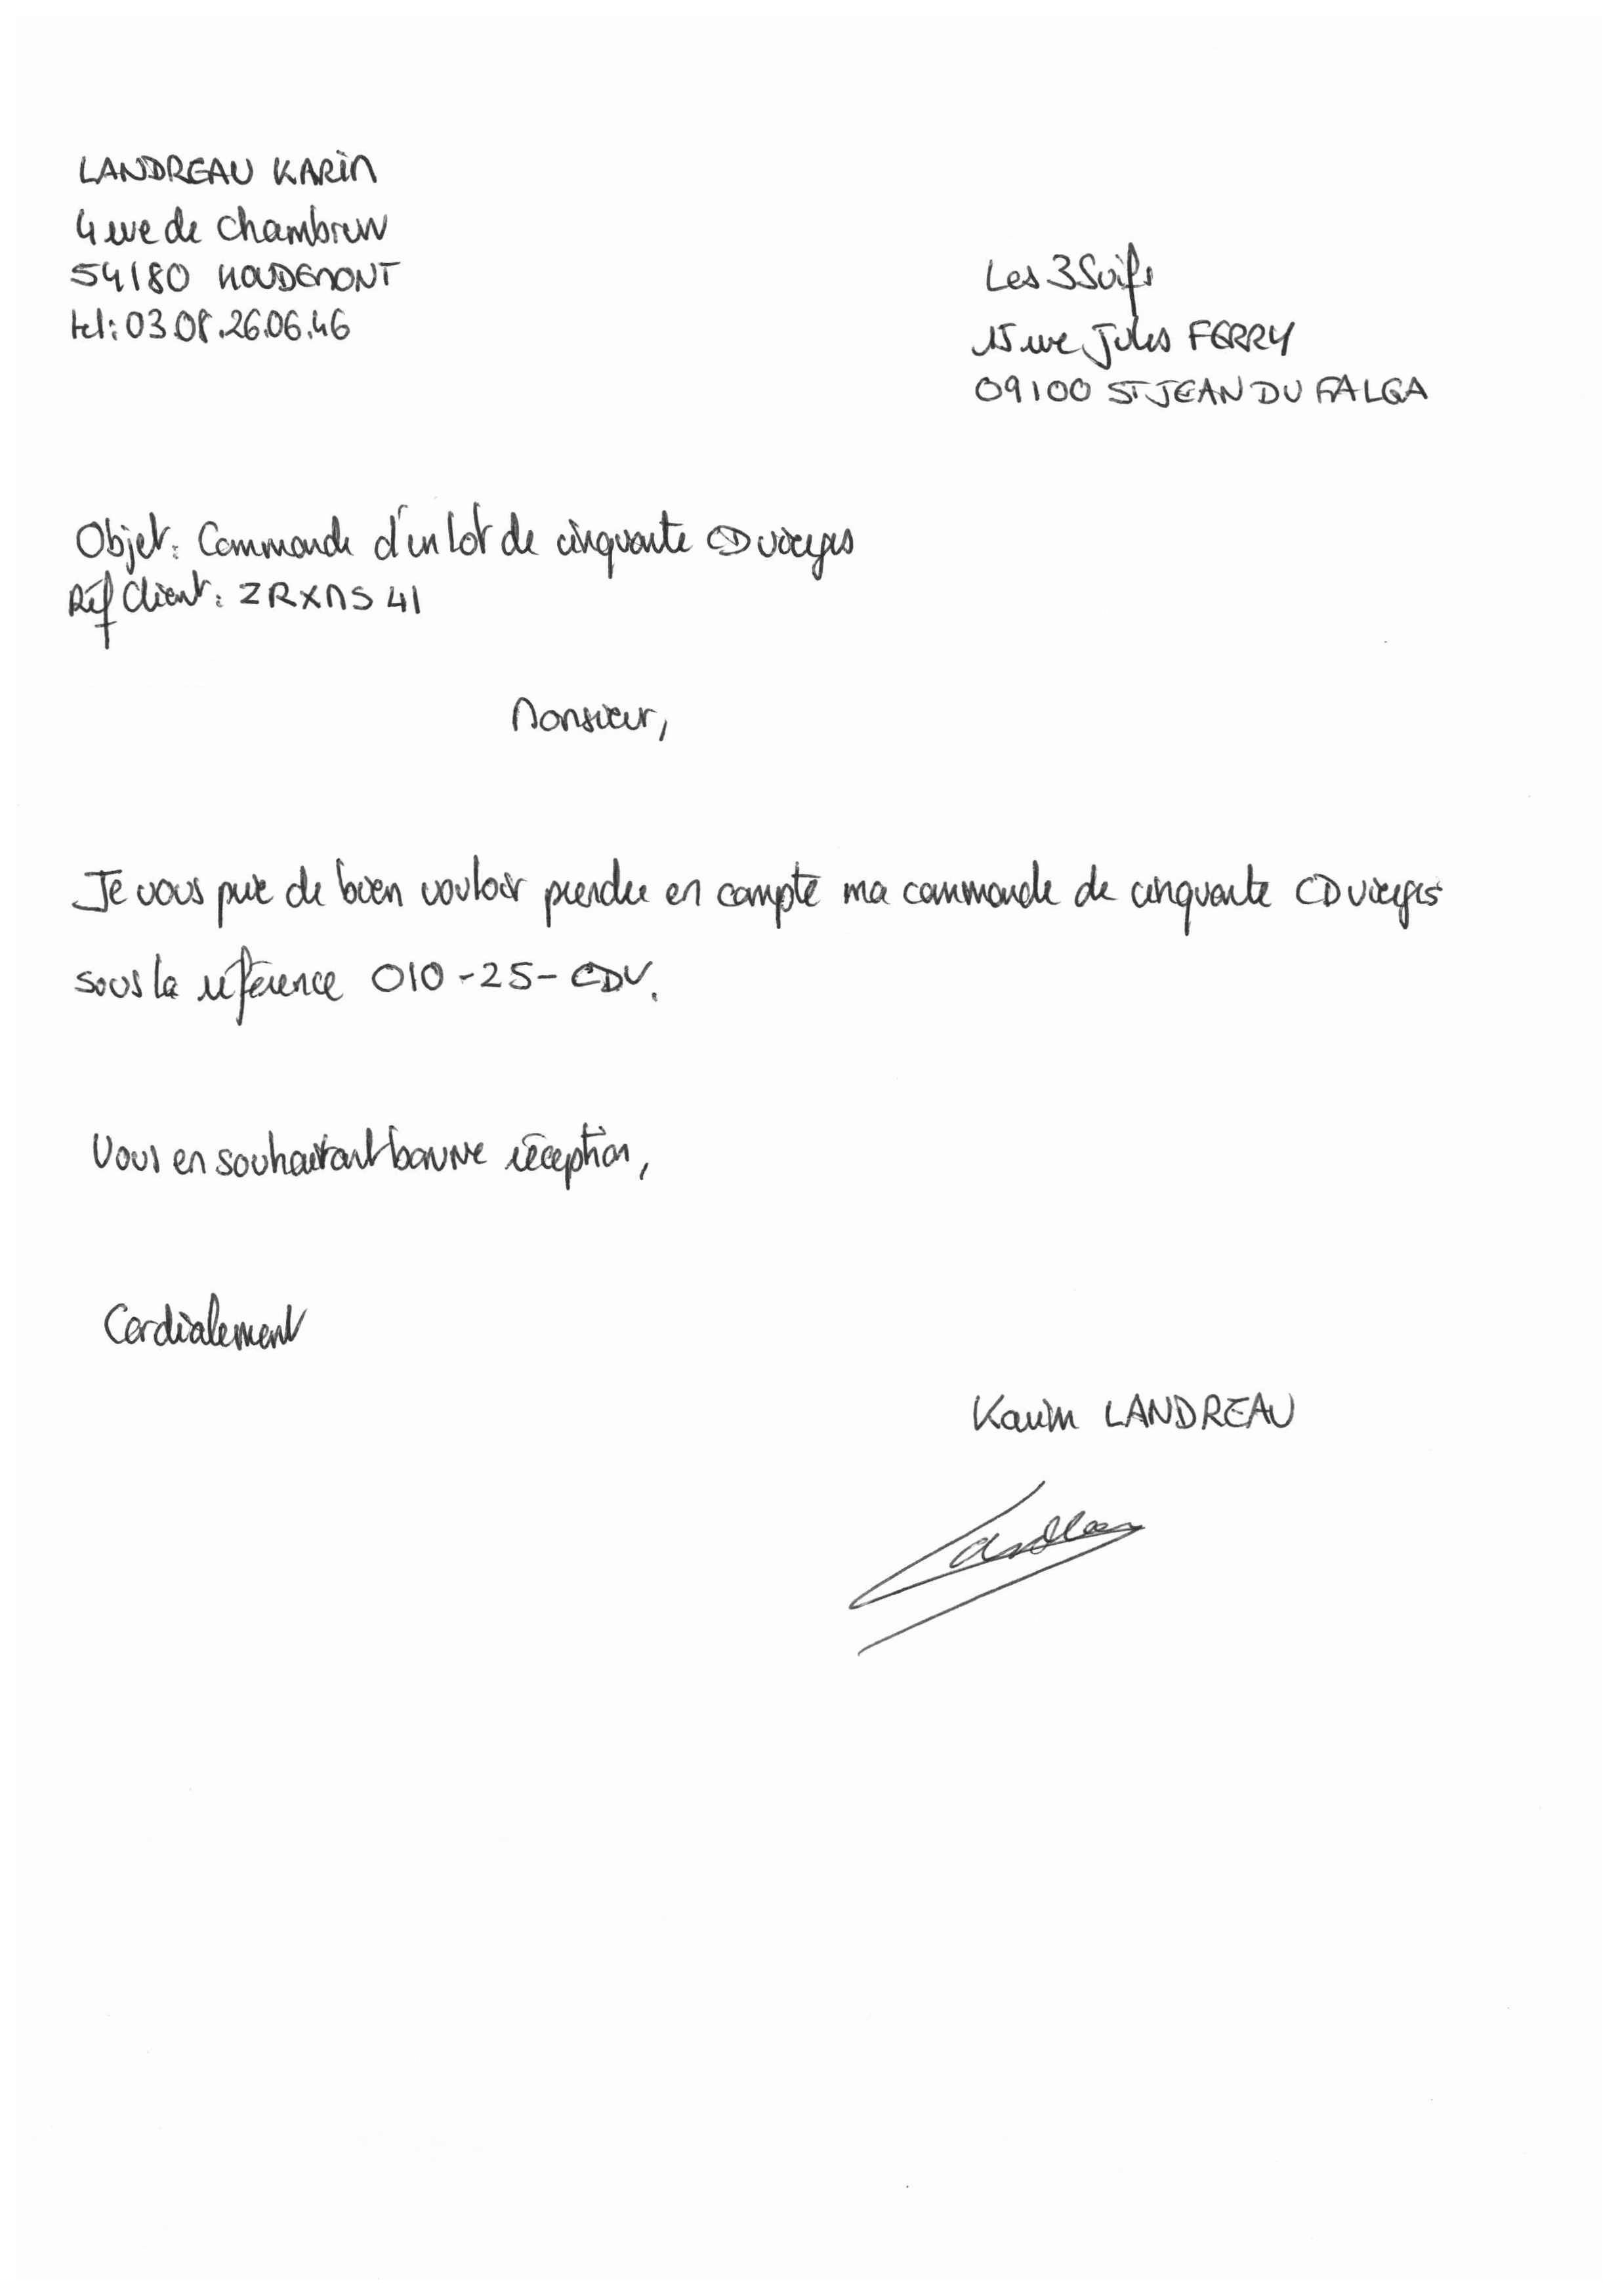 LANDREAU KARIM
4 rue de Chambrun
54180 HOUDEMONT
tel: 03.08.26.06.46
Les 3 Suifs
15 rue Jules FERRY
09100 ST JEAN DU FALGA
Objet: Commande d'un lot de cinquante CD vierges
Réf Client: ZRXMS 41
Monsieur,
Je vous prie de bien vouloir prendre en compte ma commande de cinquante CD vierges
sous la référence 010-25-CDV.
Vous en souhaitant bonne réception,
Cordialement
Karim LANDREAU